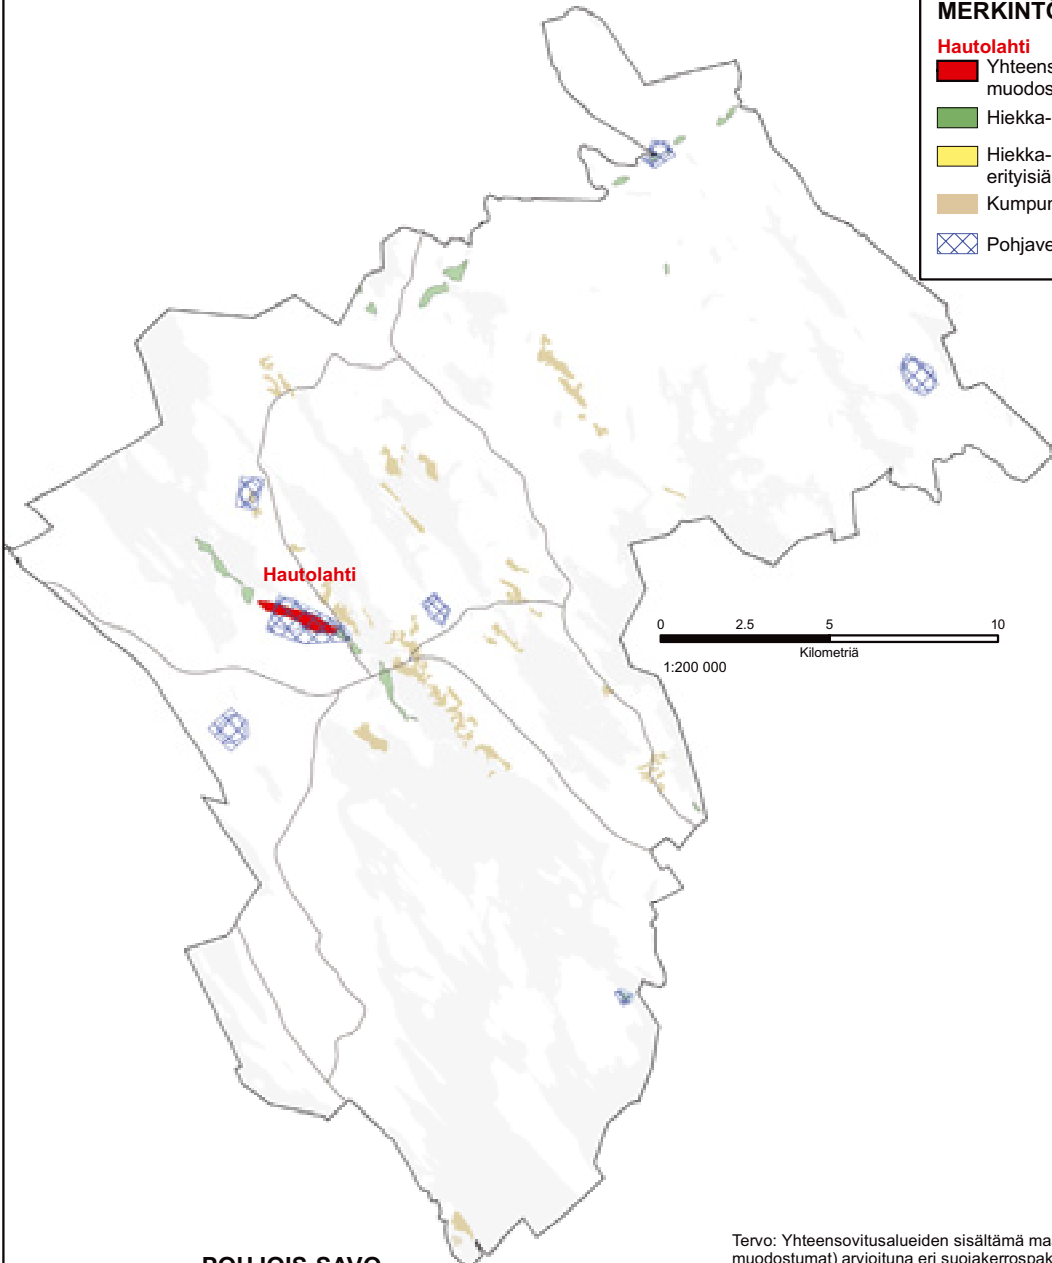 MERKINTÖ
Hautolahti
Yhteens
muodos
Hiekka-
Hiekka-
erityisiä
Kumpur
Pohjave
Hautolahti
0 2.5 5 10
Kilometriä
1:200 000
POHJOIS-SAVO
Tervo: Yhteensovitusalueiden sisältämä ma
muodostumat) arvioituna eri suojakerrospak